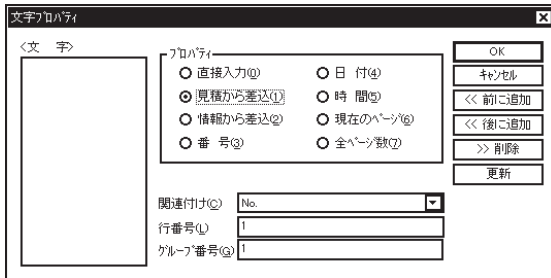 文字ﾌﾟﾛﾊﾟﾃｨ
<文　字>
ﾌﾟﾛﾊﾟﾃｨ
直接入力(0)
日 付(4)
見積から差込(1)
時 間(5)
情報から差込(2)
現在のﾍﾟｰｼﾞ(6)
番 号(3)
全ﾍﾟｰｼﾞ数(7)
OK
ｷｬﾝｾﾙ
<< 前に追加
<< 後に追加
>> 削除
更新
関連付け(C) No.
行番号(L) 1
ｸﾞﾙｰﾌﾟ番号(G) 1